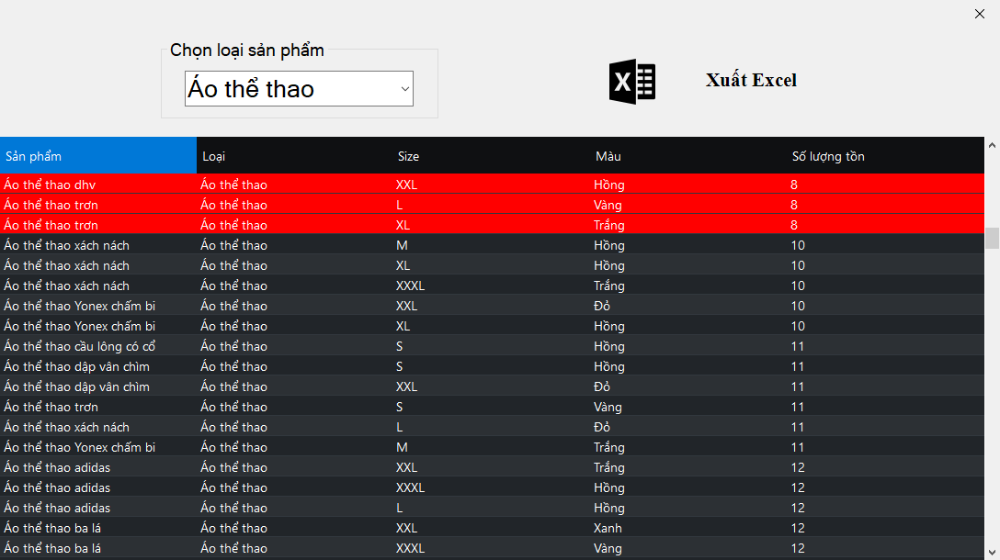 Chọn loại sản phẩm
Áo thể thao
X
Xuất Excel
Sản phẩm Loại Size Màu Số lượng tồn
Áo thể thao dhv Áo thể thao XXL Hồng 8
Áo thể thao trơn Áo thể thao L Vàng 8
Áo thể thao trơn Áo thể thao XL Trắng 8
Áo thể thao xách nách Áo thể thao M Hồng 10
Áo thể thao xách nách Áo thể thao XL Hồng 10
Áo thể thao xách nách Áo thể thao XXXL Trắng 10
Áo thể thao Yonex chấm bi Áo thể thao XXL Đỏ 10
Áo thể thao Yonex chấm bi Áo thể thao XL Hồng 10
Áo thể thao cầu lông có cổ Áo thể thao S Hồng 11
Áo thể thao dập vân chìm Áo thể thao S Hồng 11
Áo thể thao dập vân chìm Áo thể thao XXL Đỏ 11
Áo thể thao trơn Áo thể thao S Vàng 11
Áo thể thao xách nách Áo thể thao L Đỏ 11
Áo thể thao Yonex chấm bi Áo thể thao M Trắng 11
Áo thể thao adidas Áo thể thao XXL Trắng 12
Áo thể thao adidas Áo thể thao XXXL Hồng 12
Áo thể thao adidas Áo thể thao L Hồng 12
Áo thể thao ba lá Áo thể thao XXL Xanh 12
Áo thể thao ba lá Áo thể thao XXXL Vàng 12